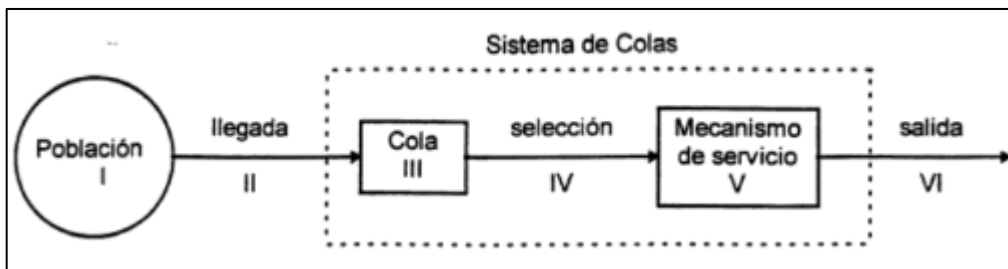 Sistema de Colas
Población
I
llegada
II
Cola
III
selección
IV
Mecanismo
de servicio
V
salida
VI